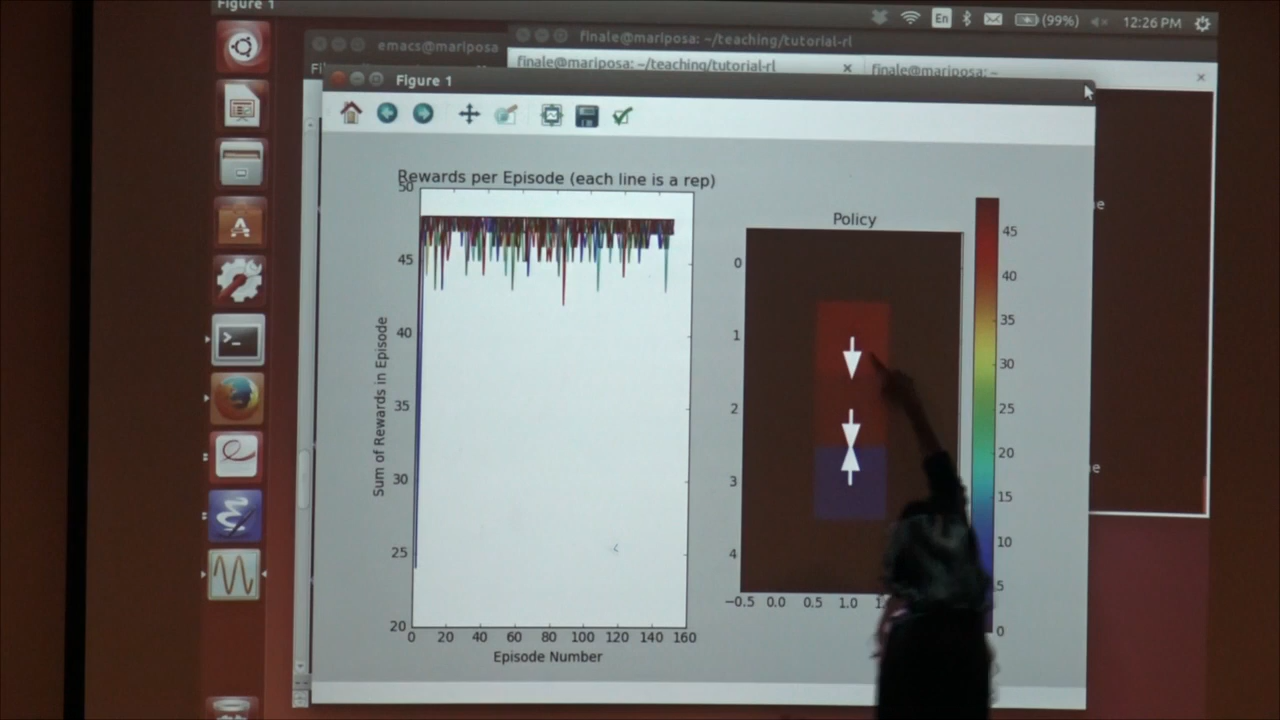 Figure 1
En
(99%)
12:26 PM
emacs@mariposa
finale@mariposa: ~/teaching/tutorial-rl
finale@mariposa: ~/teaching/tutorial-rl
finale@mariposa: ~
Figure 1
Rewards per Episode (each line is a rep)
50
45
40
35
30
25
20
Sum of Rewards in Episode
0 20 40 60 80 100 120 140 160
Episode Number
Policy
0
1
2
3
4
−0.5 0.0 0.5 1.0
45
40
35
30
25
20
15
10
5
0